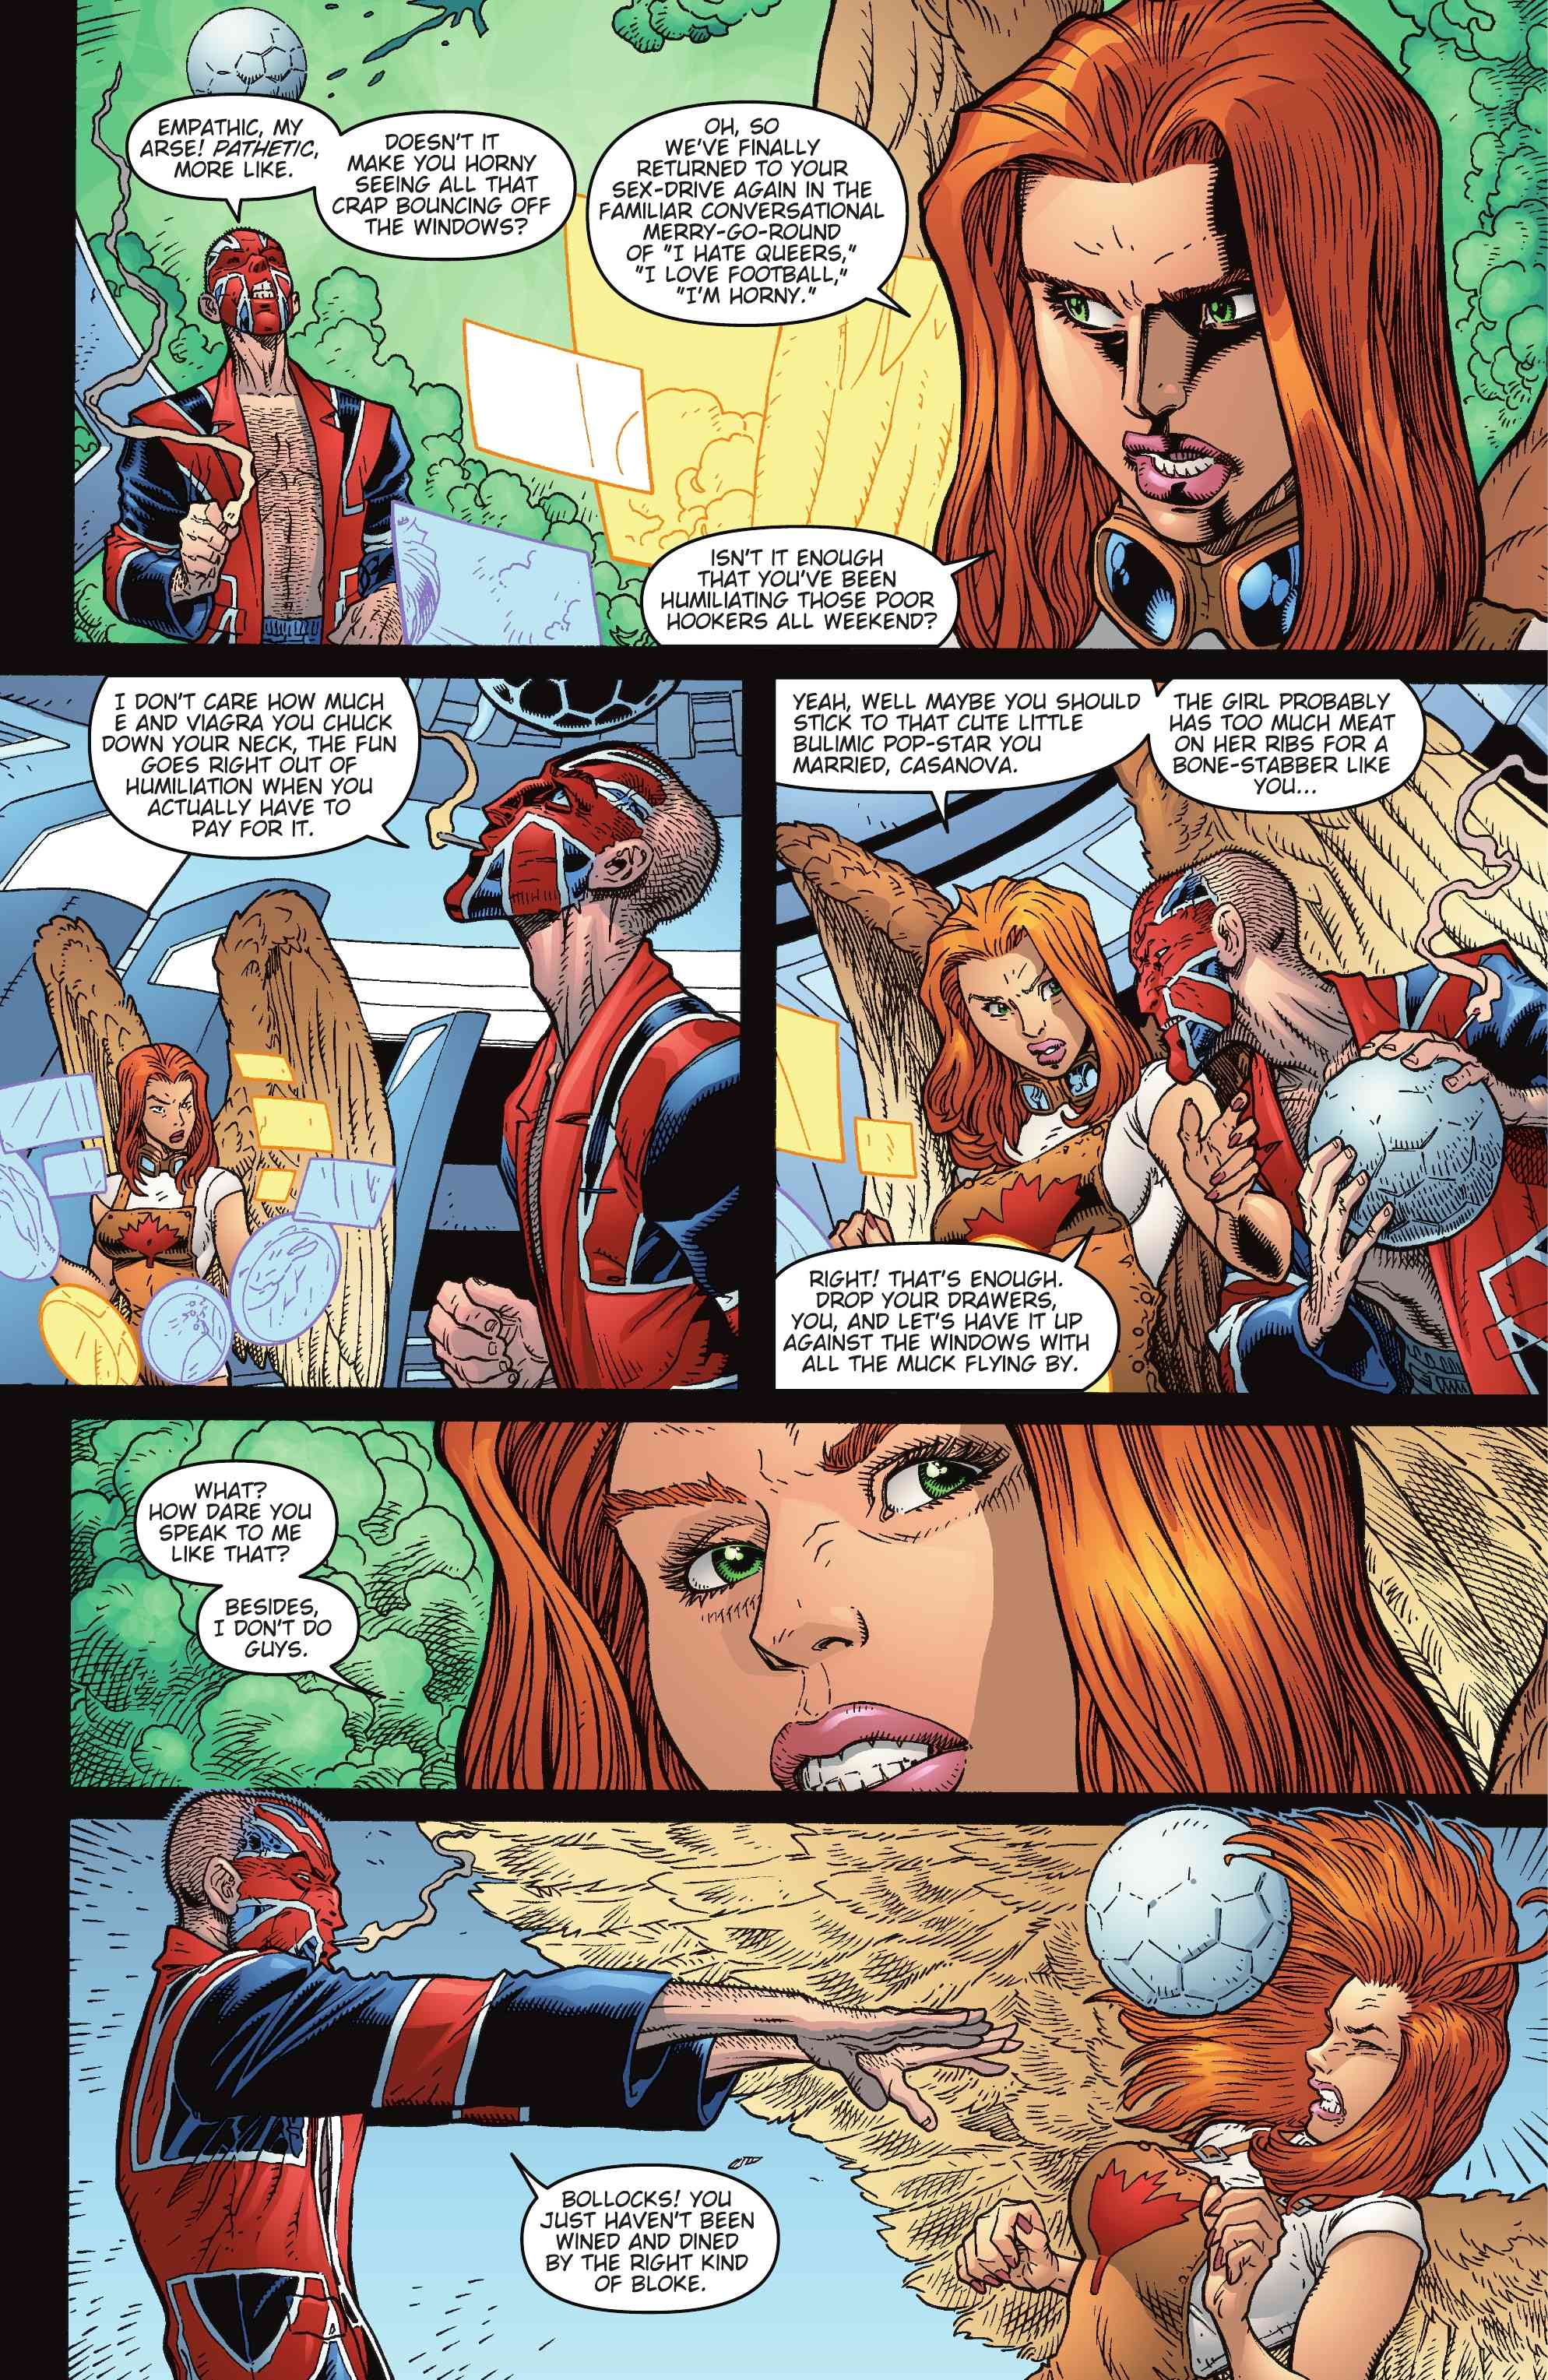 EMPATHIC, MY
ARSE! PATHETIC,
MORE LIKE.
DOESN'T IT
MAKE YOU HORNY
SEEING ALL THAT
CRAP BOUNCING OFF
THE WINDOWS?
OH, SO
WE'VE FINALLY
RETURNED TO YOUR
SEX-DRIVE AGAIN IN THE
FAMILIAR CONVERSATIONAL
MERRY-GO-ROUND
OF "I HATE QUEERS,"
"I LOVE FOOTBALL,"
"I'M HORNY."
ISN'T IT ENOUGH
THAT YOU'VE BEEN
HUMILIATING THOSE POOR
HOOKERS ALL WEEKEND?
I DON'T CARE HOW MUCH
E AND VIAGRA YOU CHUCK
DOWN YOUR NECK, THE FUN
GOES RIGHT OUT OF
HUMILIATION WHEN YOU
ACTUALLY HAVE TO
PAY FOR IT.
YEAH, WELL MAYBE YOU SHOULD
STICK TO THAT CUTE LITTLE
BULIMIC POP-STAR YOU
MARRIED, CASANOVA.
THE GIRL PROBABLY
HAS TOO MUCH MEAT
ON HER RIBS FOR A
BONE-STABBER LIKE
YOU...
RIGHT! THAT'S ENOUGH.
DROP YOUR DRAWERS,
YOU, AND LET'S HAVE IT UP
AGAINST THE WINDOWS WITH
ALL THE MUCK FLYING BY.
WHAT?
HOW DARE YOU
SPEAK TO ME
LIKE THAT?
BESIDES,
I DON'T DO
GUYS.
BOLLOCKS! YOU
JUST HAVEN'T BEEN
WINED AND DINED
BY THE RIGHT KIND
OF BLOKE.